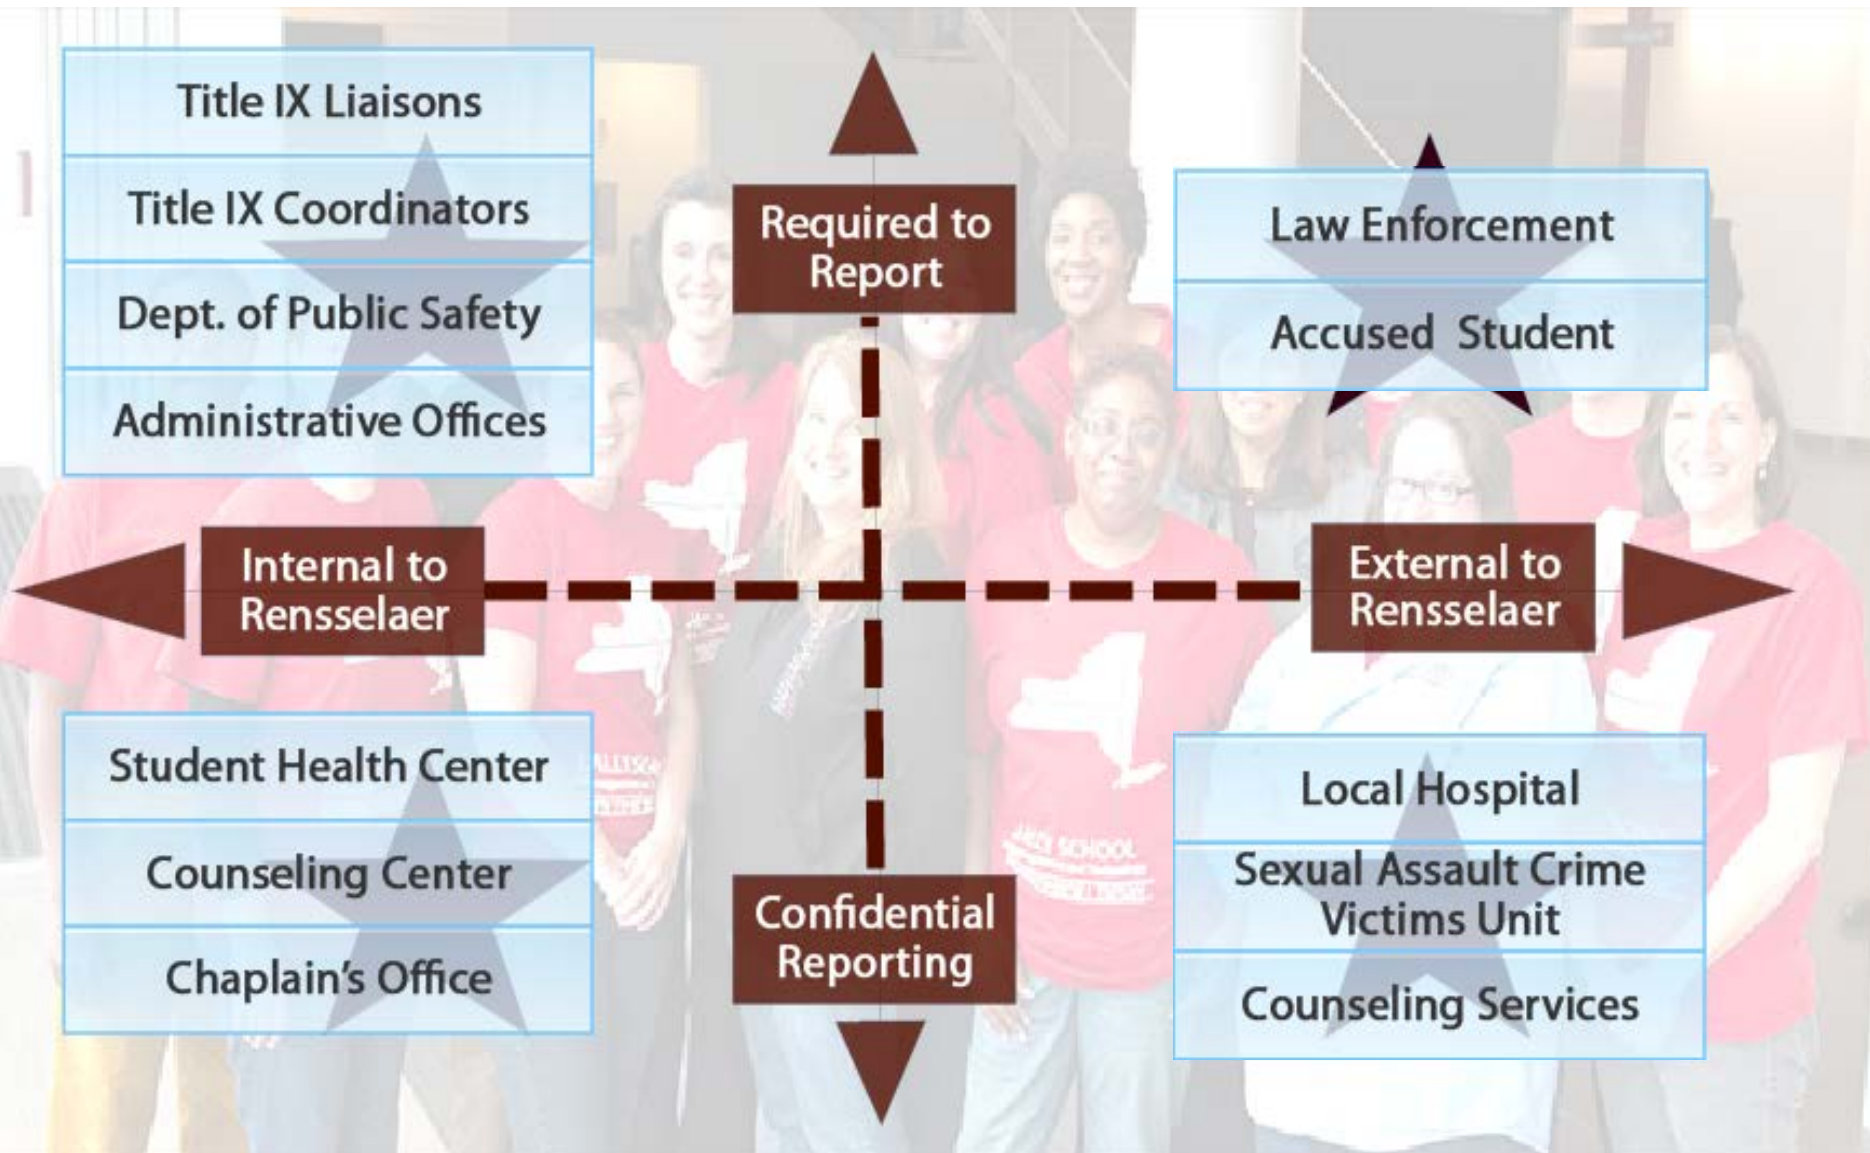 Title IX Liaisons
Title IX Coordinators
Dept. of Public Safety
Administrative Offices
Required to
Report
Law Enforcement
Accused Student
Internal to
Rensselaer
External to
Rensselaer
Student Health Center
Counseling Center
Chaplain's Office
Confidential
Reporting
Local Hospital
Sexual Assault Crime
Victims Unit
Counseling Services
SCHOOL